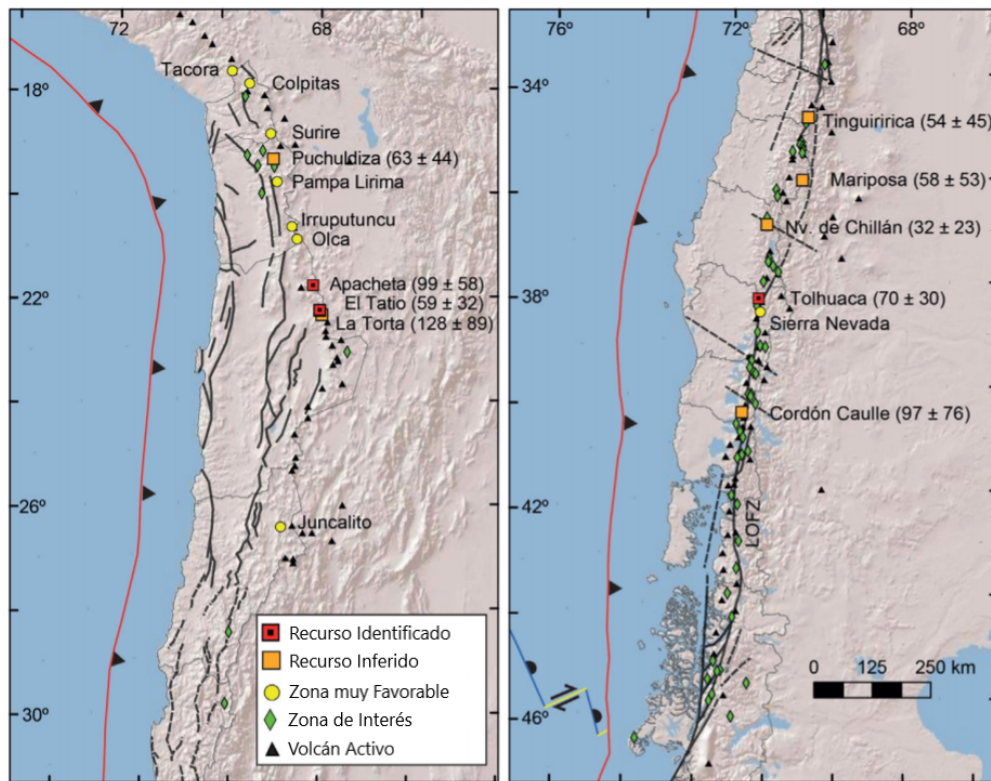 72
68
18º
Tacora
Colpitas
Surire
Puchuldiza (63 ± 44)
Pampa Lirima
Irruputuncu
Olca
22º
Apacheta (99 ± 58)
El Tatio (59 ± 32)
La Torta (128 ± 89)
26º
Juncalito
30º
Recurso Identificado
Recurso Inferido
Zona muy Favorable
Zona de Interés
Volcán Activo
76º
72º
68º
34º
Tinguiririca (54 ± 45)
Mariposa (58 ± 53)
Nv. de Chillán (32 ± 23)
38º
Tolhuaca (70 ± 30)
Sierra Nevada
Cordón Caulle (97 ± 76)
42º
LOFZ
0 125 250 km
46º